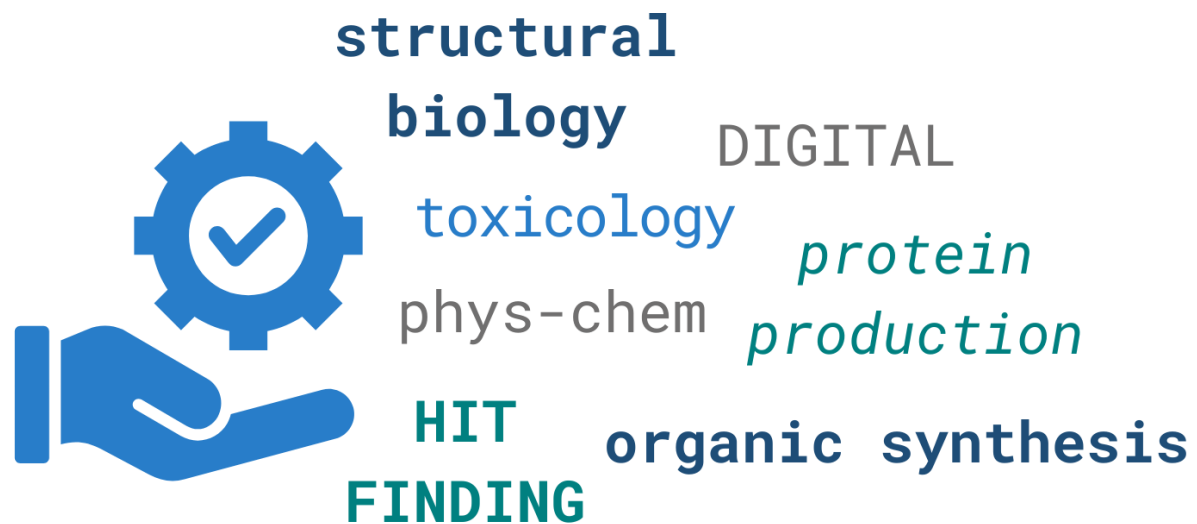 structural
biology
DIGITAL
toxicology
protein
production
phys-chem
HIT
FINDING
organic synthesis